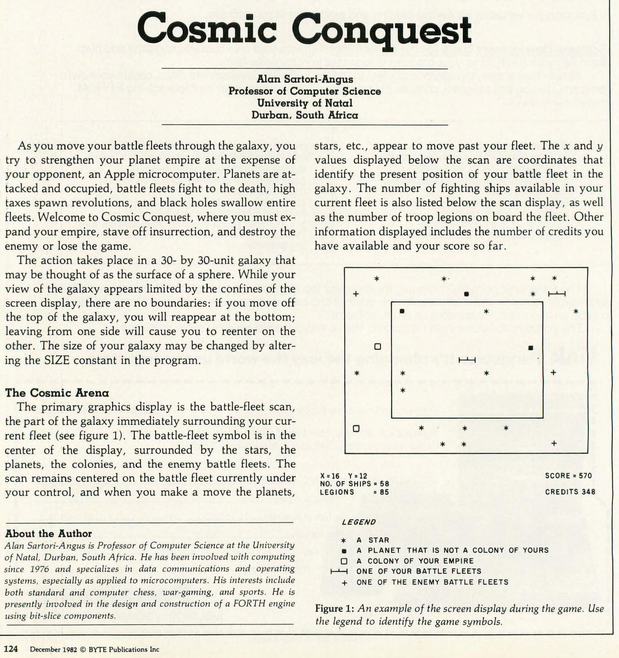 Cosmic Conquest
Alan Sartori-Angus
Professor of Computer Science
University of Natal
Durban, South Africa
As you move your battle fleets through the galaxy, you
try to strengthen your planet empire at the expense of
your opponent, an Apple microcomputer. Planets are at-
tacked and occupied, battle fleets fight to the death, high
taxes spawn revolutions, and black holes swallow entire
fleets. Welcome to Cosmic Conquest, where you must ex-
pand your empire, stave off insurrection, and destroy the
enemy or lose the game.
The action takes place in a 30- by 30-unit galaxy that
may be thought of as the surface of a sphere. While your
view of the galaxy appears limited by the confines of the
screen display, there are no boundaries: if you move off
the top of the galaxy, you will reappear at the bottom;
leaving from one side will cause you to reenter on the
other. The size of your galaxy may be changed by alter-
ing the SIZE constant in the program.
The Cosmic Arena
The primary graphics display is the battle-fleet scan,
the part of the galaxy immediately surrounding your cur-
rent fleet (see figure 1). The battle-fleet symbol is in the
center of the display, surrounded by the stars, the
planets, the colonies, and the enemy battle fleets. The
scan remains centered on the battle fleet currently under
your control, and when you make a move the planets,
About the Author
Alan Sartori-Angus is Professor of Computer Science at the University
of Natal, Durban, South Africa. He has been involved with computing
since 1976 and specializes in data communications and operating
systems, especially as applied to microcomputers. His interests include
both standard and computer chess, war-gaming, and sports. He is
presently involved in the design and construction of a FORTH engine
using bit-slice components.
stars, etc., appear to move past your fleet. The x and y
values displayed below the scan are coordinates that
identify the present position of your battle fleet in the
galaxy. The number of fighting ships available in your
current fleet is also listed below the scan display, as well
as the number of troop legions on board the fleet. Other
information displayed includes the number of credits you
have available and your score so far.
X=16 Y=12
NO. OF SHIPS = 58
LEGIONS = 85
SCORE = 570
CREDITS 348
LEGEND
A STAR
A PLANET THAT IS NOT A COLONY OF YOURS
A COLONY OF YOUR EMPIRE
ONE OF YOUR BATTLE FLEETS
ONE OF THE ENEMY BATTLE FLEETS
Figure 1: An example of the screen display during the game. Use
the legend to identify the game symbols.
124 December 1982 © BYTE Publications Inc